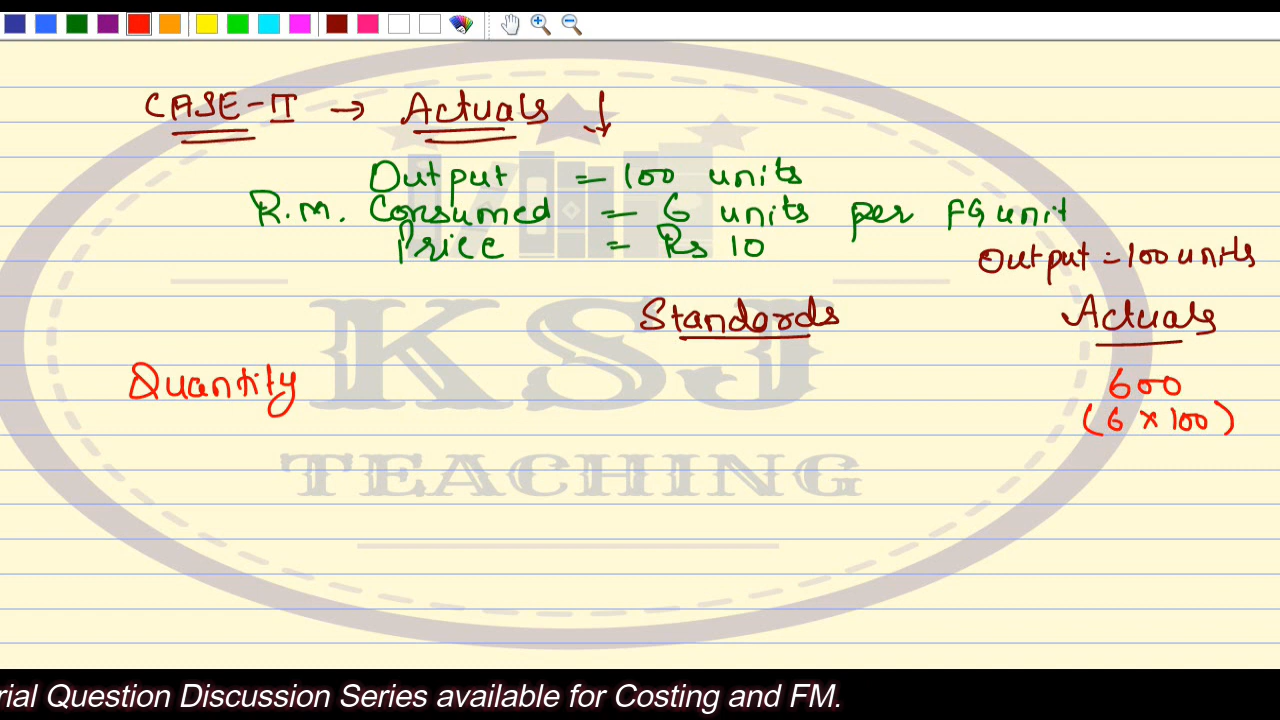 CASE-II → Actuals ↓
Output = 100 units
R.M. Consumed = 6 units per FG unit
Price = Rs 10
Output = 100 units
Standards Actuals
Quantity 600
(6 × 100)
KSJ
TEACHING
rial Question Discussion Series available for Costing and FM.